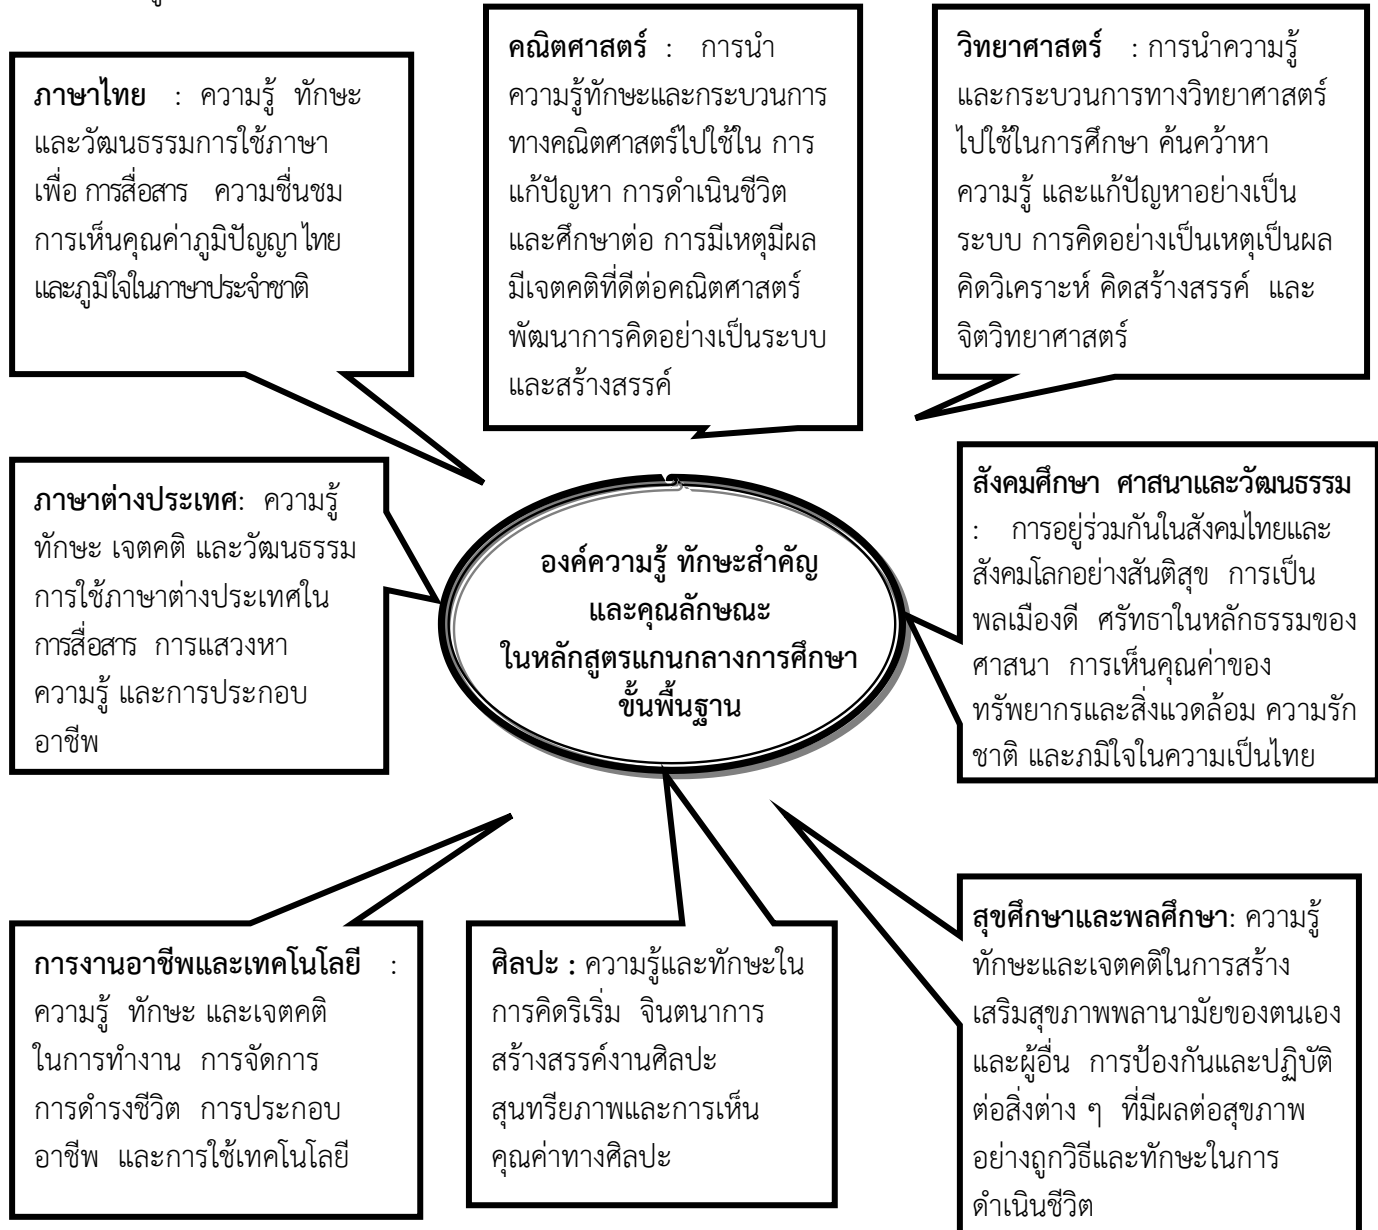 คณิตศาสตร์ : การนำ
ความรู้ทักษะและกระบวนการ
ทางคณิตศาสตร์ไปใช้ใน การ
แก้ปัญหา การดำเนินชีวิต
และศึกษาต่อ การมีเหตุมีผล
มีเจตคติที่ดีต่อคณิตศาสตร์
พัฒนาการคิดอย่างเป็นระบบ
และสร้างสรรค์
วิทยาศาสตร์ : การนำความรู้
และกระบวนการทางวิทยาศาสตร์
ไปใช้ในการศึกษา ค้นคว้าหา
ความรู้ และแก้ปัญหาอย่างเป็น
ระบบ การคิดอย่างเป็นเหตุเป็นผล
คิดวิเคราะห์ คิดสร้างสรรค์ และ
จิตวิทยาศาสตร์
ภาษาไทย : ความรู้ ทักษะ
และวัฒนธรรมการใช้ภาษา
เพื่อ การสื่อสาร ความชื่นชม
การเห็นคุณค่าภูมิปัญญา ไทย
และภูมิใจในภาษาประจำชาติ
ภาษาต่างประเทศ: ความรู้
ทักษะ เจตคติ และวัฒนธรรม
การใช้ภาษาต่างประเทศใน
การสื่อสาร การแสวงหา
ความรู้ และการประกอบ
อาชีพ
องค์ความรู้ ทักษะสำคัญ
และคุณลักษณะ
ในหลักสูตรแกนกลางการศึกษา
ขั้นพื้นฐาน
สังคมศึกษา ศาสนาและวัฒนธรรม
: การอยู่ร่วมกันในสังคมไทยและ
สังคมโลกอย่างสันติสุข การเป็น
พลเมืองดี ศรัทธาในหลักธรรมของ
ศาสนา การเห็นคุณค่าของ
ทรัพยากรและสิ่งแวดล้อม ความรัก
ชาติ และภมิใจในความเป็นไทย
การงานอาชีพและเทคโนโลยี :
ความรู้ ทักษะ และเจตคติ
ในการทำงาน การจัดการ
การดำรงชีวิต การประกอบ
อาชีพ และการใช้เทคโนโลยี
ศิลปะ : ความรู้และทักษะใน
การคิดริเริ่ม จินตนาการ
สร้างสรรค์งานศิลปะ
สุนทรียภาพและการเห็น
คุณค่าทางศิลปะ
สุขศึกษาและพลศึกษา: ความรู้
ทักษะและเจตคติในการสร้าง
เสริมสุขภาพพลานามัยของตนเอง
และผู้อื่น การป้องกันและปฏิบัติ
ต่อสิ่งต่าง ๆ ที่มีผลต่อสุขภาพ
อย่างถูกวิธีและทักษะในการ
ดำเนินชีวิต